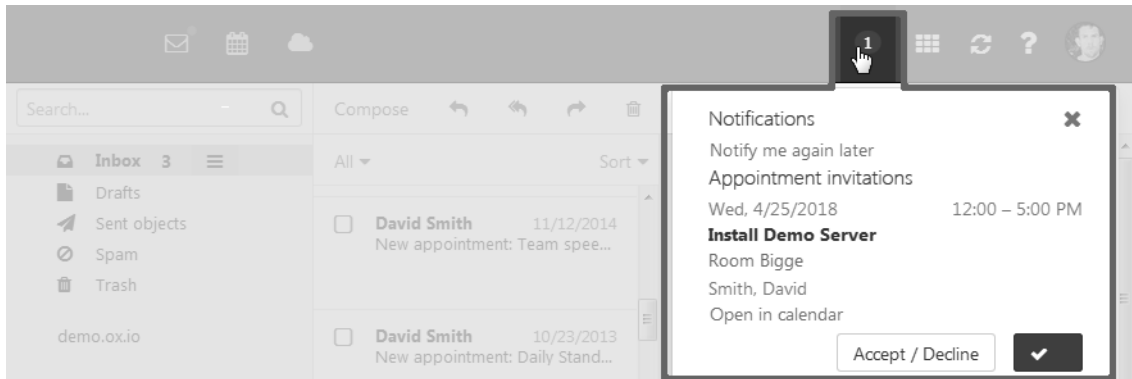 1
?
Search...
Compose
Inbox 3
Drafts
Sent objects
Spam
Trash
demo.ox.io
All
Sort
David Smith 11/12/2014
New appointment: Team spee...
David Smith 10/23/2013
New appointment: Daily Stand...
Notifications
Notify me again later
Appointment invitations
Wed, 4/25/2018 12:00 – 5:00 PM
Install Demo Server
Room Bigge
Smith, David
Open in calendar
Accept / Decline